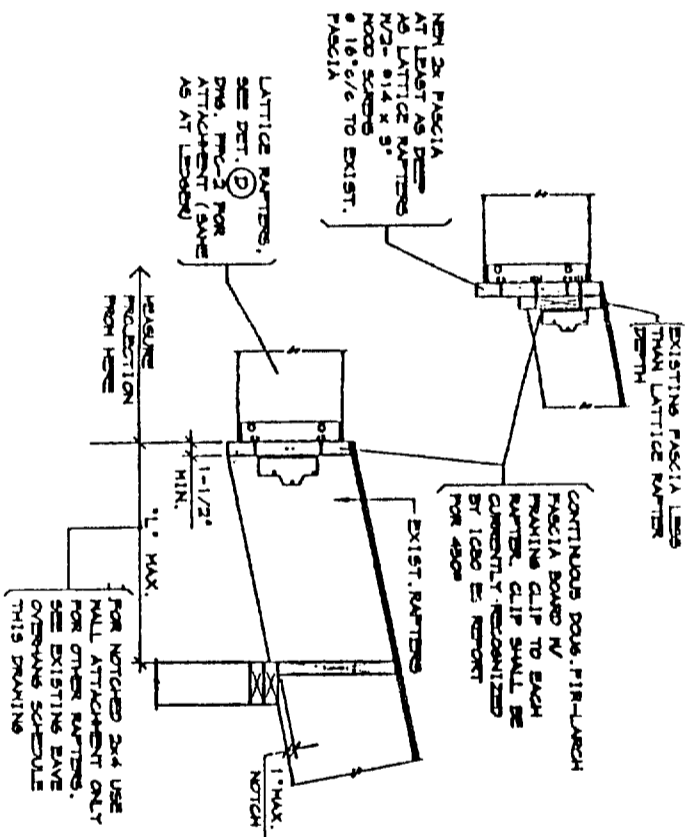 NEW 2x FASCIA
AT LEAST AS DEEP
AS LATTICE RAFTERS
W/2- #14 x 3"
WOOD SCREWS
@ 16" c/c TO EXIST.
FASCIA
EXISTING FASCIA LESS
THAN LATTICE RAFTER
DEPTH
LATTICE RAFTERS,
SEE DET. D
DWG. FPC-2 FOR
ATTACHMENT (SAME
AS AT LEDGER)
CONTINUOUS DOUG. FIR-LARCH
FASCIA BOARD W/
FRAMING CLIP TO EACH
RAFTER. CLIP SHALL BE
CURRENTLY RECOGNIZED
BY ICBO ES REPORT
FOR 450#
EXIST. RAFTERS
MEASURE
PROJECTION
FROM HERE
1-1/2"
MIN.
"L" MAX.
1" MAX.
NOTCH
FOR NOTCHED 2x4 USE
WALL ATTACHMENT ONLY
FOR OTHER RAFTERS.
SEE EXISTING EAVE
OVERHANG SCHEDULE
THIS DRAWING